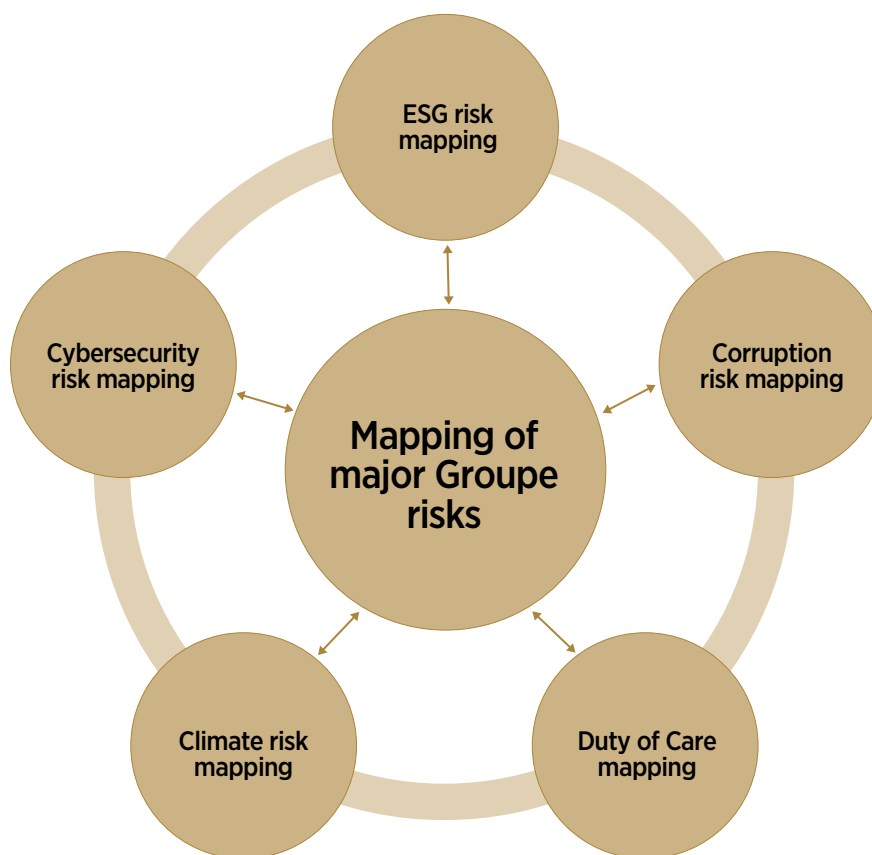 ESG risk
mapping
Cybersecurity
risk mapping
Corruption
risk mapping
Mapping of
major Groupe
risks
Climate risk
mapping
Duty of Care
mapping